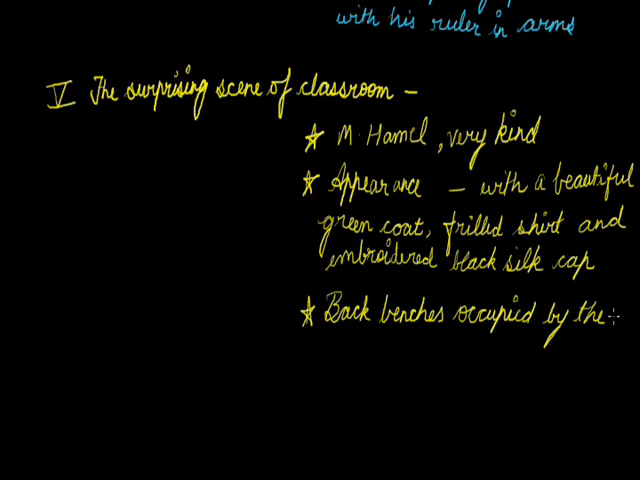 with his ruler in arms
V The surprising scene of classroom –
★ M. Hamel, very kind
★ Appearance – with a beautiful
green coat, frilled shirt and
embroidered black silk cap
★ Back benches occupied by the